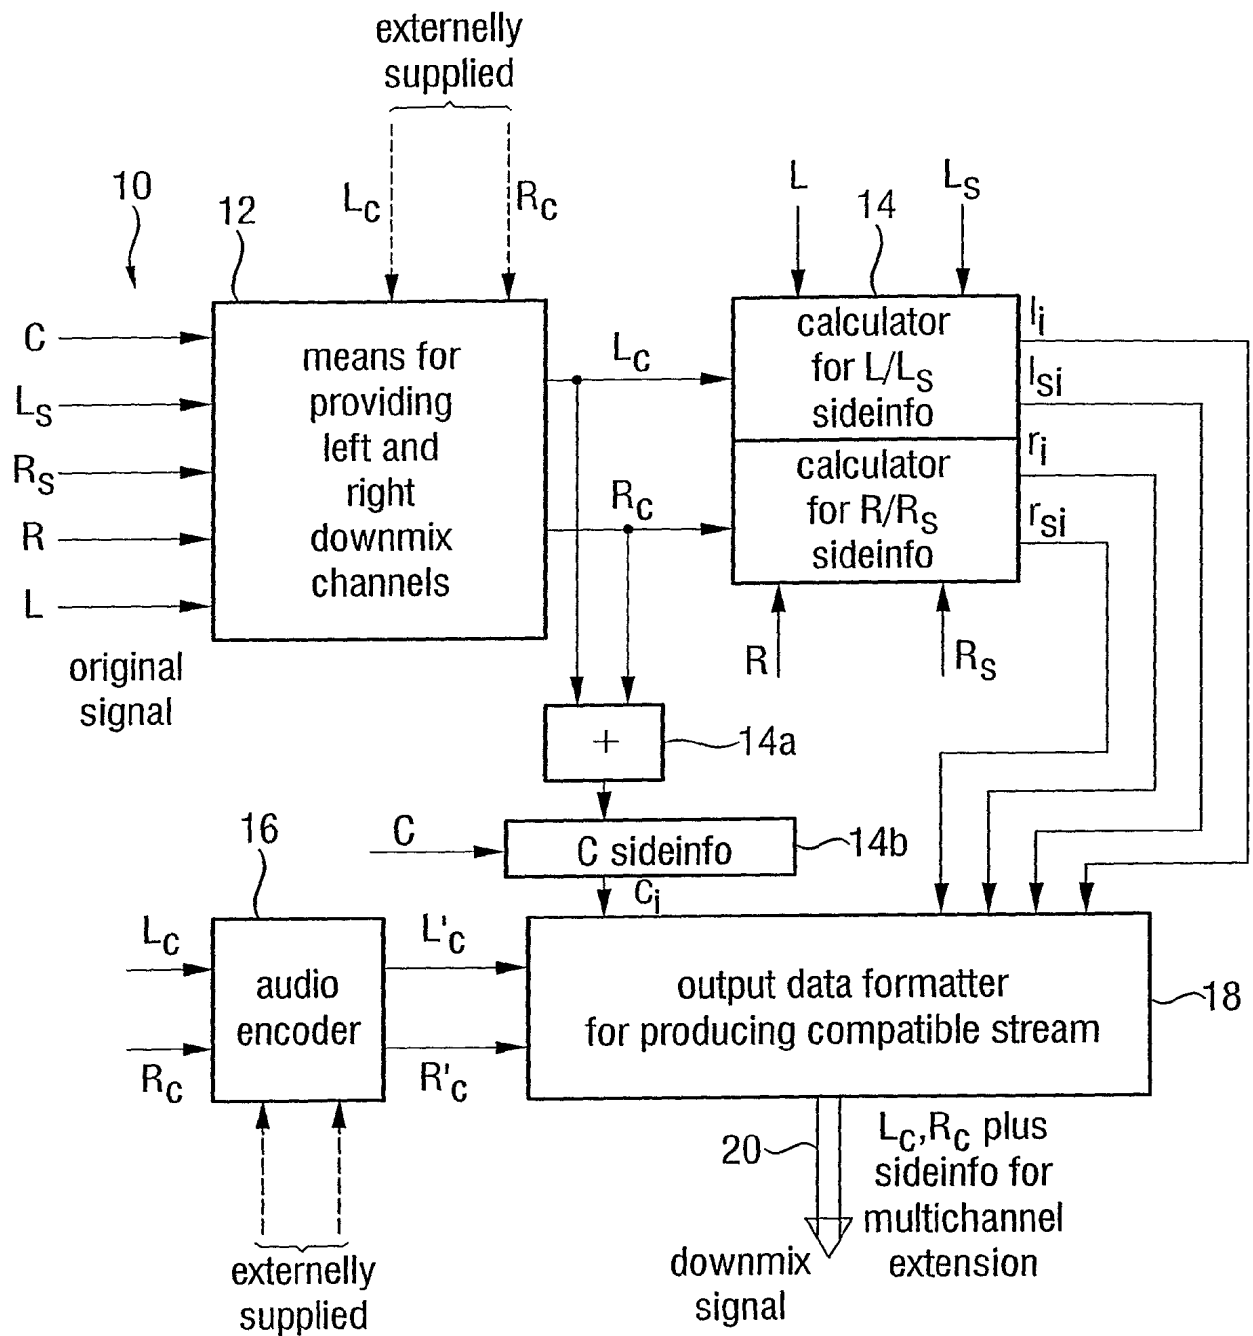 externelly
supplied
10
12
Lc
Rc
L
Ls
14
C
Ls
Rs
R
L
original
signal
means for
providing
left and
right
downmix
channels
Lc
Rc
calculator
for L/Ls
sideinfo
calculator
for R/Rs
sideinfo
li
lsi
ri
rsi
R
Rs
+
14a
C
C sideinfo
14b
ci
16
Lc
Rc
audio
encoder
L'c
R'c
output data formatter
for producing compatible stream
18
externelly
supplied
20
Lc,Rc plus
sideinfo for
multichannel
extension
downmix
signal